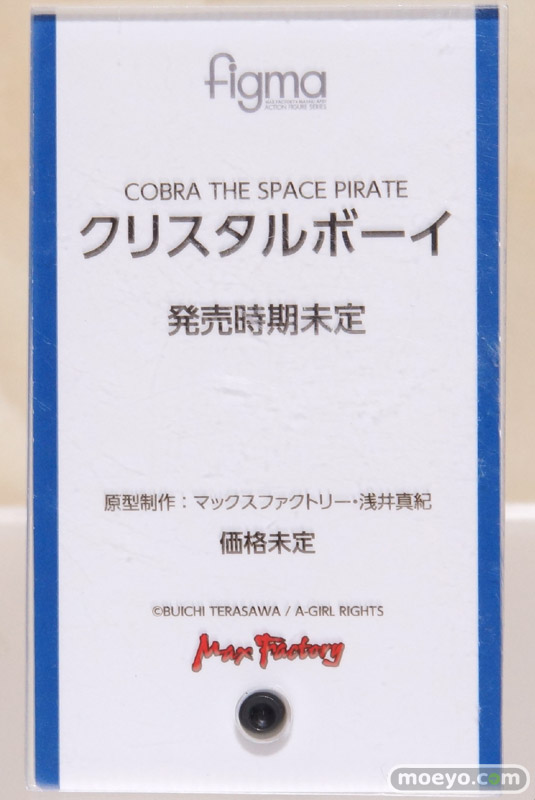 figma
COBRA THE SPACE PIRATE
クリスタルボーイ
発売時期未定
原型制作：マックスファクトリー・浅井真紀
価格未定
©BUICHI TERASAWA / A-GIRL RIGHTS
Max Factory
moeyo.com